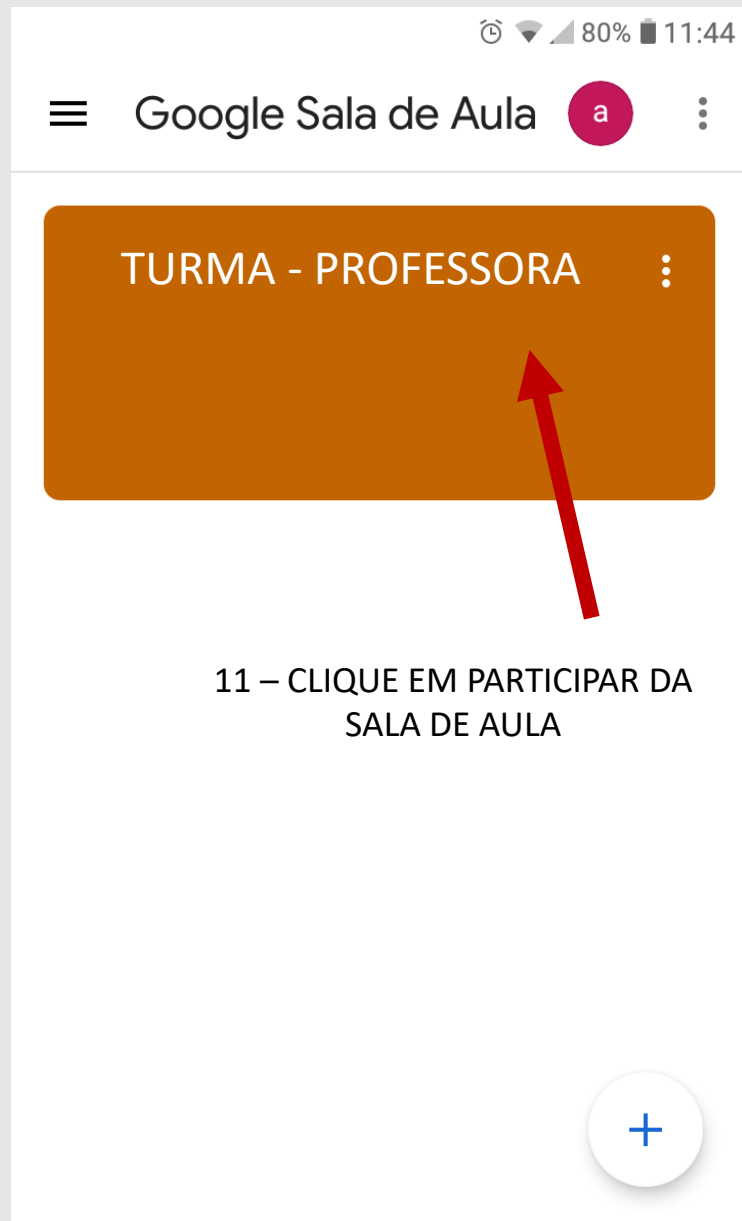 80% 11:44
Google Sala de Aula a
TURMA - PROFESSORA
11 – CLIQUE EM PARTICIPAR DA
SALA DE AULA
+